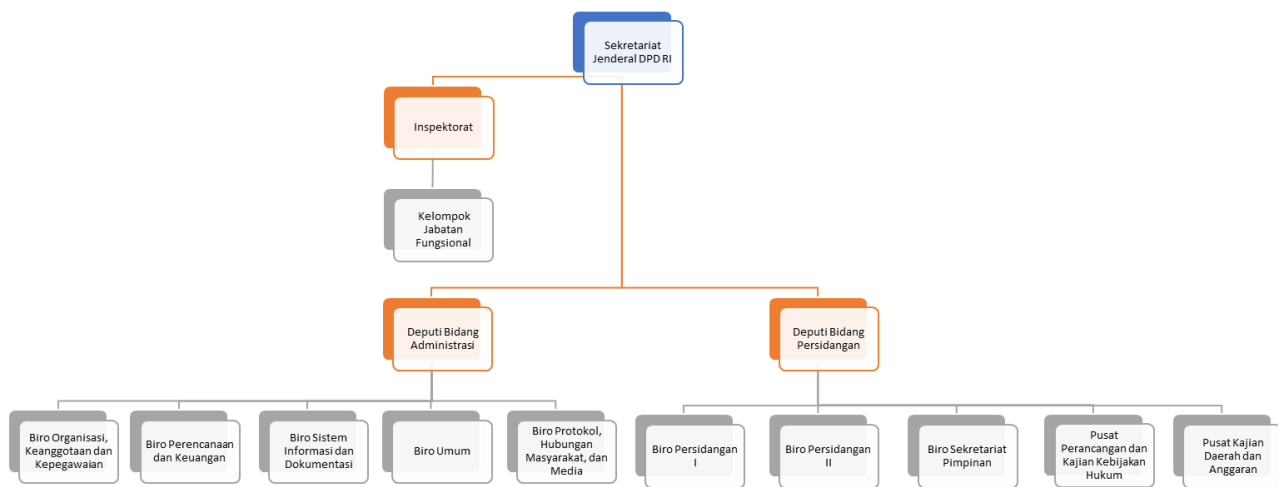 Sekretariat
Jenderal DPD RI
Inspektorat
Kelompok
Jabatan
Fungsional
Deputi Bidang
Administrasi
Deputi Bidang
Persidangan
Biro Organisasi,
Keanggotaan dan
Kepegawaian
Biro Perencanaan
dan Keuangan
Biro Sistem
Informasi dan
Dokumentasi
Biro Umum
Biro Protokol,
Hubungan
Masyarakat, dan
Media
Biro Persidangan
I
Biro Persidangan
II
Biro Sekretariat
Pimpinan
Pusat
Perancangan dan
Kajian Kebijakan
Hukum
Pusat Kajian
Daerah dan
Anggaran